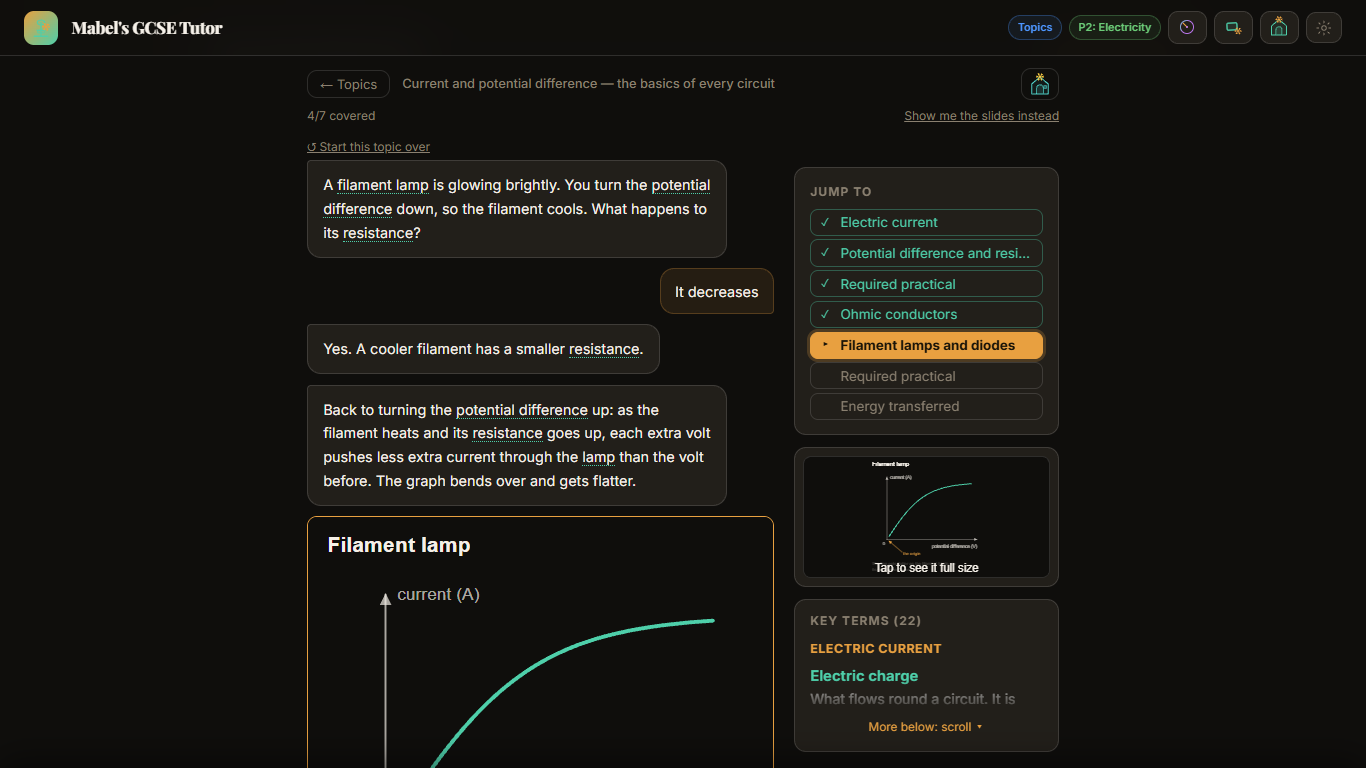 Mabel's GCSE Tutor
Topics
P2: Electricity
← Topics
Current and potential difference — the basics of every circuit
4/7 covered
Show me the slides instead
↺ Start this topic over
A filament lamp is glowing brightly. You turn the potential
difference down, so the filament cools. What happens to
its resistance?
It decreases
Yes. A cooler filament has a smaller resistance.
Back to turning the potential difference up: as the
filament heats and its resistance goes up, each extra volt
pushes less extra current through the lamp than the volt
before. The graph bends over and gets flatter.
Filament lamp
current (A)
JUMP TO
✓ Electric current
✓ Potential difference and resi...
✓ Required practical
✓ Ohmic conductors
‣ Filament lamps and diodes
Required practical
Energy transferred
Filament lamp
current (A)
0
potential difference (V)
the origin
Tap to see it full size
KEY TERMS (22)
ELECTRIC CURRENT
Electric charge
What flows round a circuit. It is
More below: scroll ▾